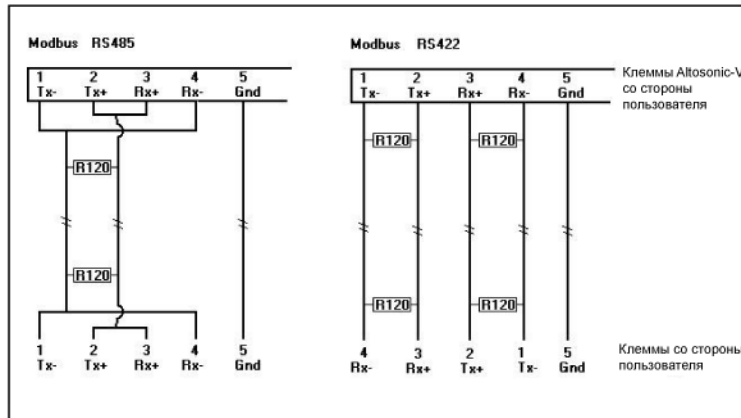 Modbus RS485
1 2 3 4 5
Tx- Tx+ Rx+ Rx- Gnd
R120
R120
1 2 3 4 5
Tx- Tx+ Rx+ Rx- Gnd
Modbus RS422
1 2 3 4 5
Tx- Tx+ Rx+ Rx- Gnd
Клеммы Altosonic-V
со стороны
пользователя
R120 R120
R120 R120
4 3 2 1 5
Rx- Rx+ Tx+ Tx- Gnd
Клеммы со стороны
пользователя